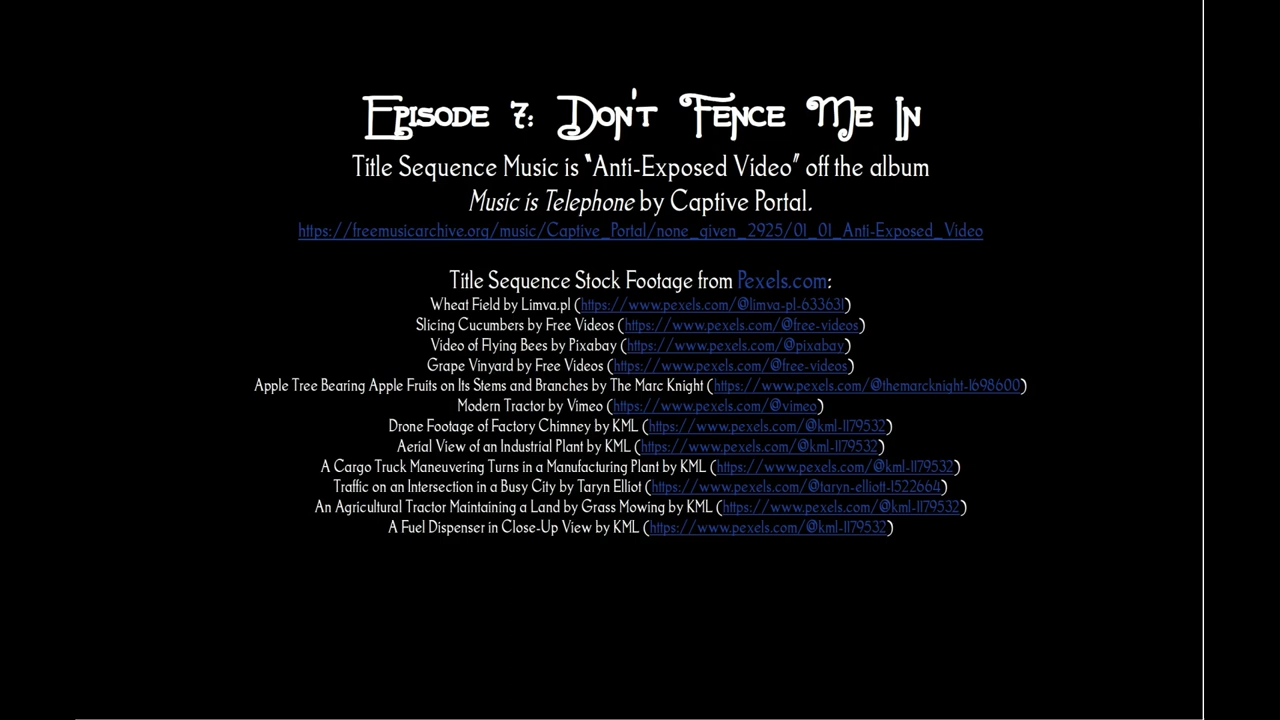 Episode 7: Don't Fence Me In
Title Sequence Music is “Anti-Exposed Video” off the album
Music is Telephone by Captive Portal.
https://freemusicarchive.org/music/Captive_Portal/none_given_2925/01_01_Anti-Exposed_Video
Title Sequence Stock Footage from Pexels.com:
Wheat Field by Limva.pl (https://www.pexels.com/@limva-pl-633631)
Slicing Cucumbers by Free Videos (https://www.pexels.com/@free-videos)
Video of Flying Bees by Pixabay (https://www.pexels.com/@pixabay)
Grape Vinyard by Free Videos (https://www.pexels.com/@free-videos)
Apple Tree Bearing Apple Fruits on Its Stems and Branches by The Marc Knight (https://www.pexels.com/@themarcknight-1698600)
Modern Tractor by Vimeo (https://www.pexels.com/@vimeo)
Drone Footage of Factory Chimney by KML (https://www.pexels.com/@kml-1179532)
Aerial View of an Industrial Plant by KML (https://www.pexels.com/@kml-1179532)
A Cargo Truck Maneuvering Turns in a Manufacturing Plant by KML (https://www.pexels.com/@kml-1179532)
Traffic on an Intersection in a Busy City by Taryn Elliot (https://www.pexels.com/@taryn-elliott-1522664)
An Agricultural Tractor Maintaining a Land by Grass Mowing by KML (https://www.pexels.com/@kml-1179532)
A Fuel Dispenser in Close-Up View by KML (https://www.pexels.com/@kml-1179532)